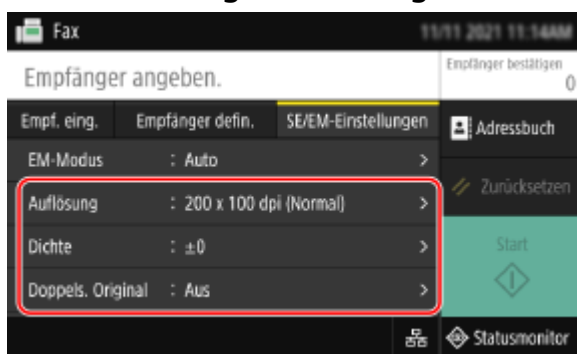 Fax
11/11 2021 11:14AM
Empfänger angeben.
Empfänger bestätigen
0
Empf. eing.
Empfänger defin.
SE/EM-Einstellungen
Adressbuch
EM-Modus : Auto >
Zurücksetzen
Auflösung : 200 x 100 dpi (Normal) >
Dichte : ±0 >
Start
Doppels. Original : Aus >
Statusmonitor